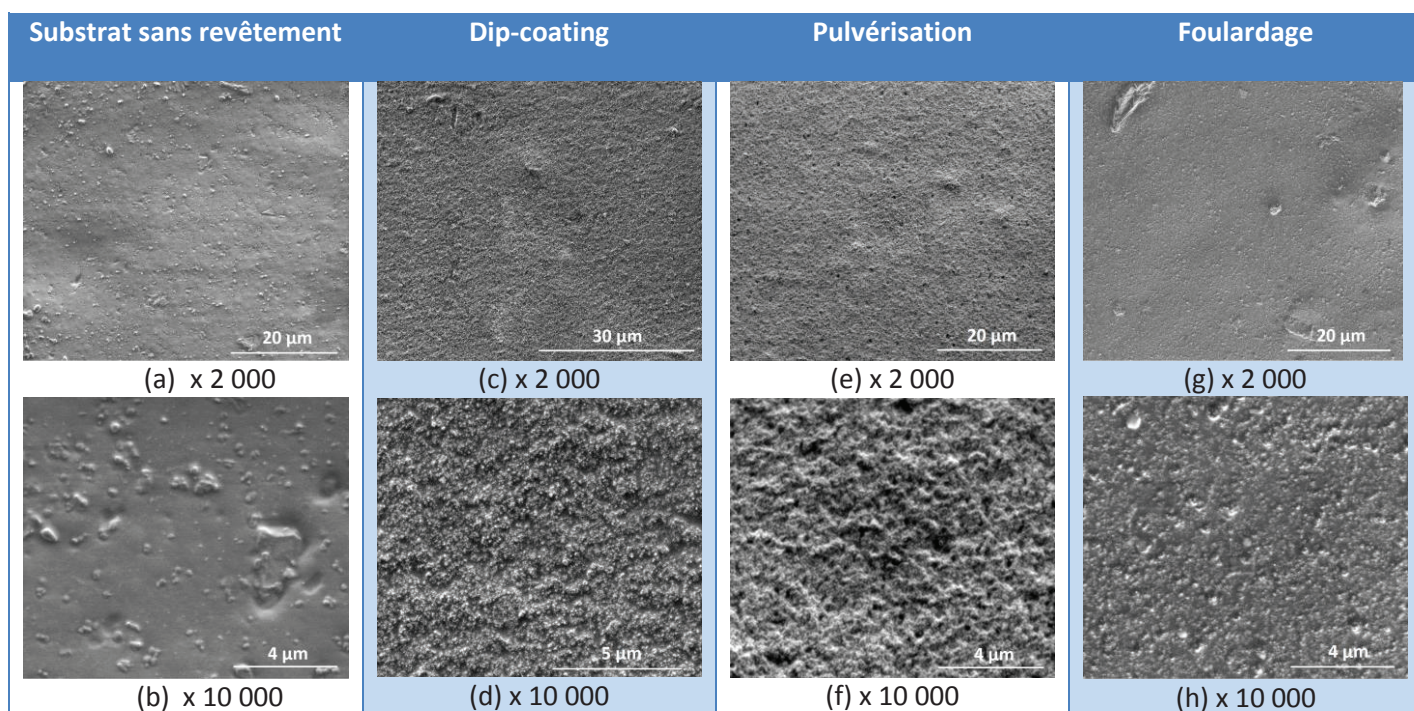 Substrat sans revêtement
Dip-coating
Pulvérisation
Foulardage
20 µm
30 µm
20 µm
20 µm
(a) x 2 000
(c) x 2 000
(e) x 2 000
(g) x 2 000
4 µm
5 µm
4 µm
4 µm
(b) x 10 000
(d) x 10 000
(f) x 10 000
(h) x 10 000